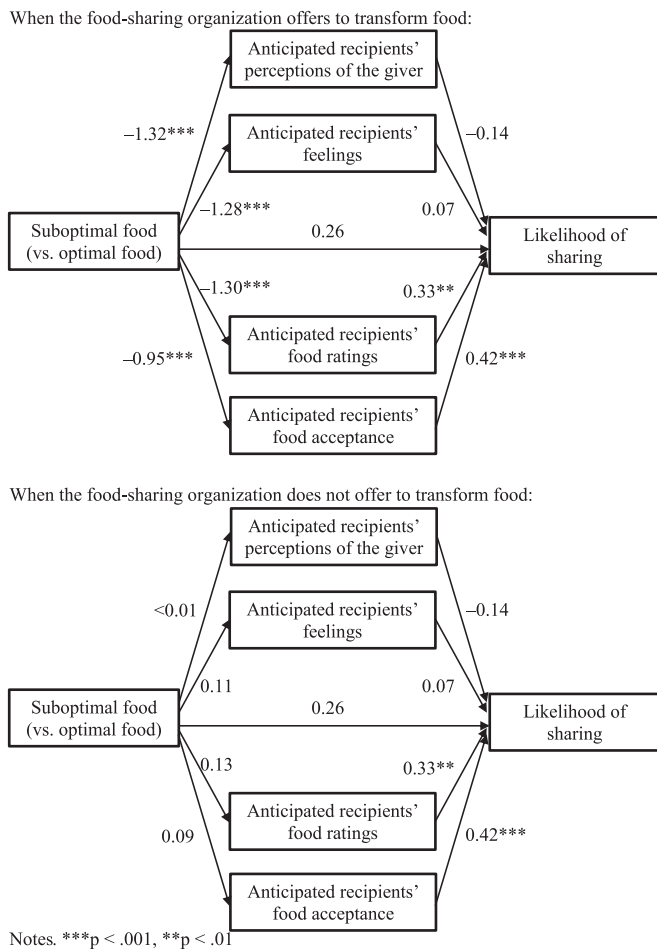 When the food-sharing organization offers to transform food:
Anticipated recipients’
perceptions of the giver
–1.32***
–0.14
Anticipated recipients’
feelings
–1.28***
0.07
Suboptimal food
(vs. optimal food)
0.26
Likelihood of
sharing
–1.30***
0.33**
Anticipated recipients’
food ratings
–0.95***
0.42***
Anticipated recipients’
food acceptance
When the food-sharing organization does not offer to transform food:
Anticipated recipients’
perceptions of the giver
<0.01
–0.14
Anticipated recipients’
feelings
0.11
0.07
Suboptimal food
(vs. optimal food)
0.26
Likelihood of
sharing
0.13
0.33**
Anticipated recipients’
food ratings
0.09
0.42***
Anticipated recipients’
food acceptance
Notes. ***p < .001, **p < .01